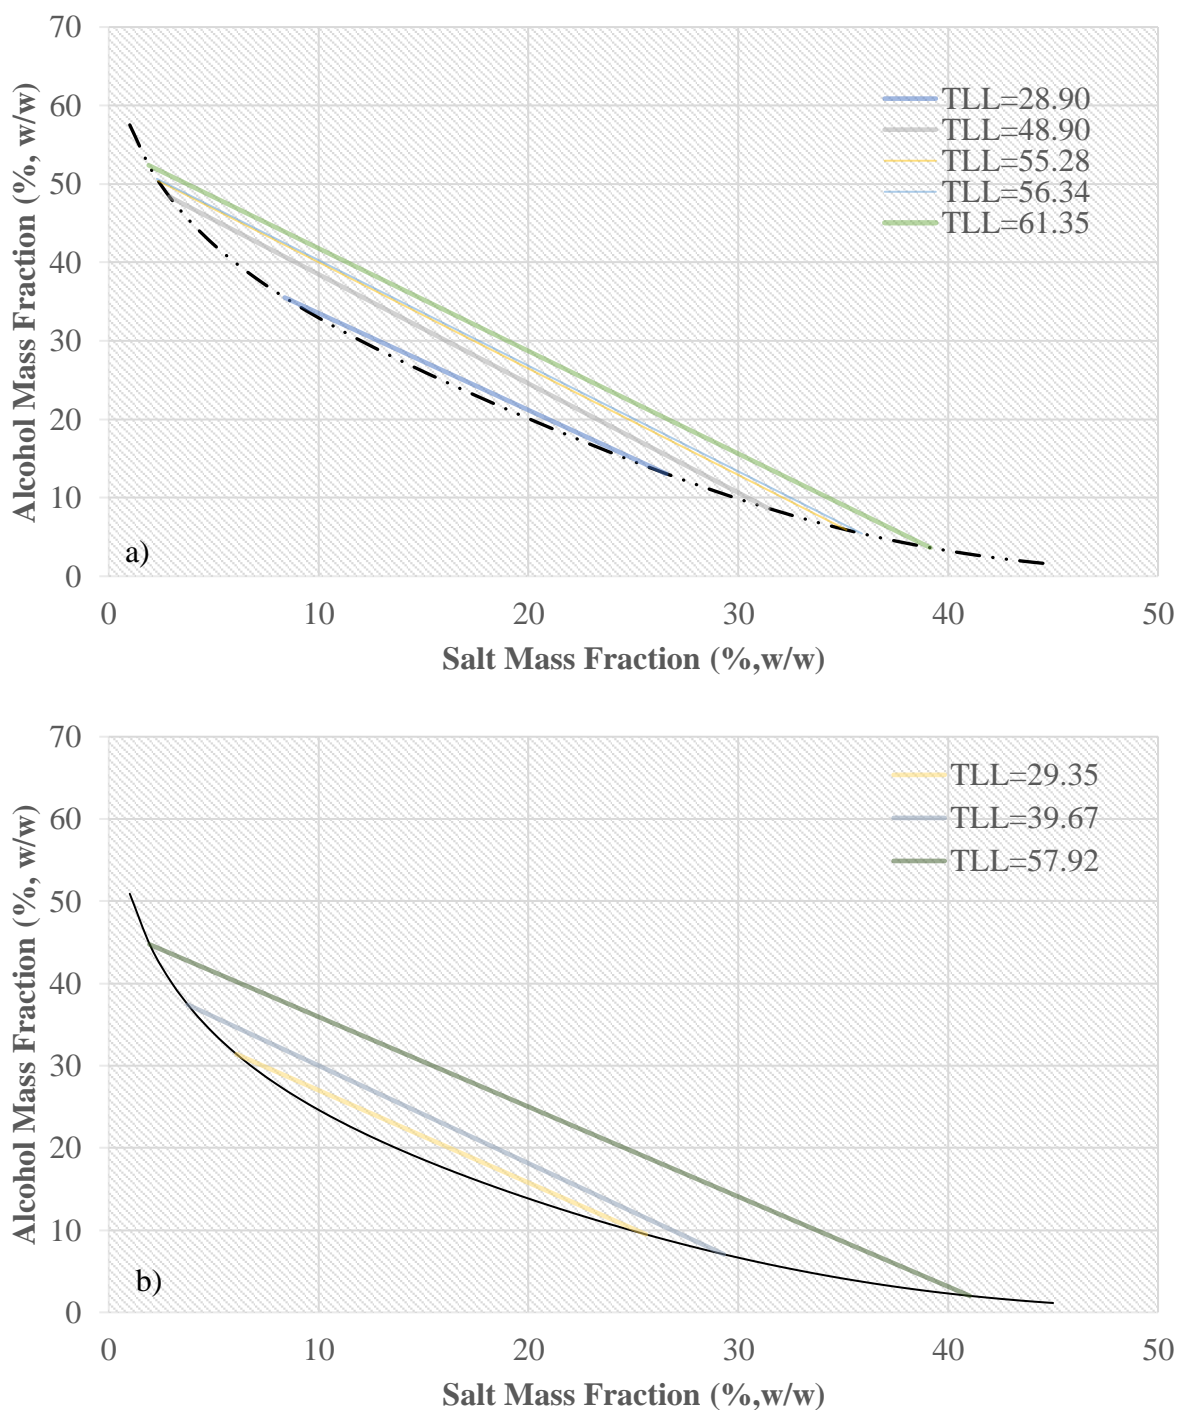 70
60
50
40
30
20
10
0
Alcohol Mass Fraction (%, w/w)
TLL=28.90
TLL=48.90
TLL=55.28
TLL=56.34
TLL=61.35
a)
0 10 20 30 40 50
Salt Mass Fraction (%,w/w)
70
60
50
40
30
20
10
0
Alcohol Mass Fraction (%, w/w)
TLL=29.35
TLL=39.67
TLL=57.92
b)
0 10 20 30 40 50
Salt Mass Fraction (%,w/w)